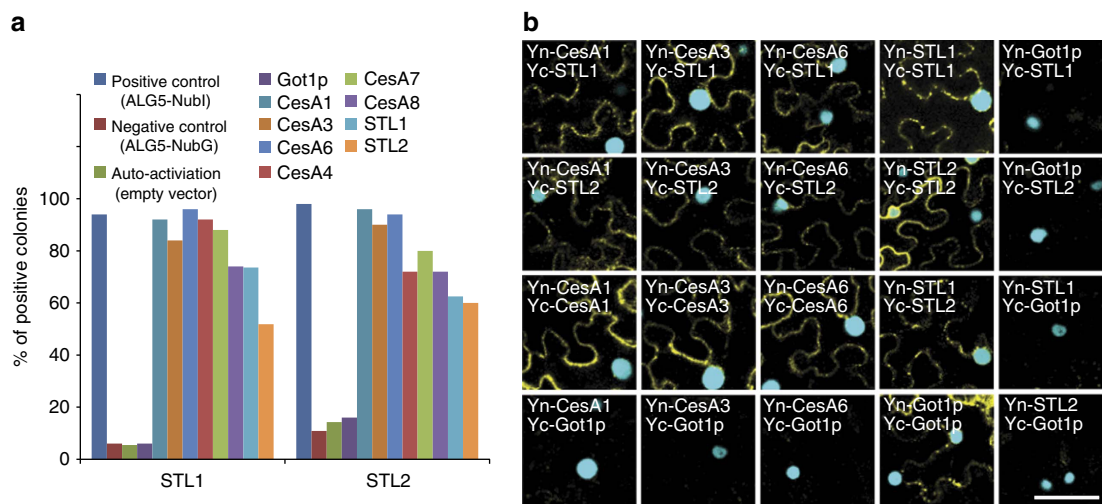 a
Positive control
(ALG5-NubI)
Negative control
(ALG5-NubG)
Auto-activiation
(empty vector)
Got1p
CesA1
CesA3
CesA6
CesA4
CesA7
CesA8
STL1
STL2
% of positive colonies
100
80
60
40
20
0
STL1
STL2
b
Yn-CesA1
Yc-STL1
Yn-CesA3
Yc-STL1
Yn-CesA6
Yc-STL1
Yn-STL1
Yc-STL1
Yn-Got1p
Yc-STL1
Yn-CesA1
Yc-STL2
Yn-CesA3
Yc-STL2
Yn-CesA6
Yc-STL2
Yn-STL2
Yc-STL2
Yn-Got1p
Yc-STL2
Yn-CesA1
Yc-CesA1
Yn-CesA3
Yc-CesA3
Yn-CesA6
Yc-CesA6
Yn-STL1
Yc-STL2
Yn-STL1
Yc-Got1p
Yn-CesA1
Yc-Got1p
Yn-CesA3
Yc-Got1p
Yn-CesA6
Yc-Got1p
Yn-Got1p
Yc-Got1p
Yn-STL2
Yc-Got1p